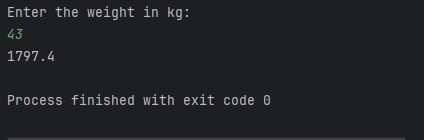 Enter the weight in kg:
43
1797.4
Process finished with exit code 0